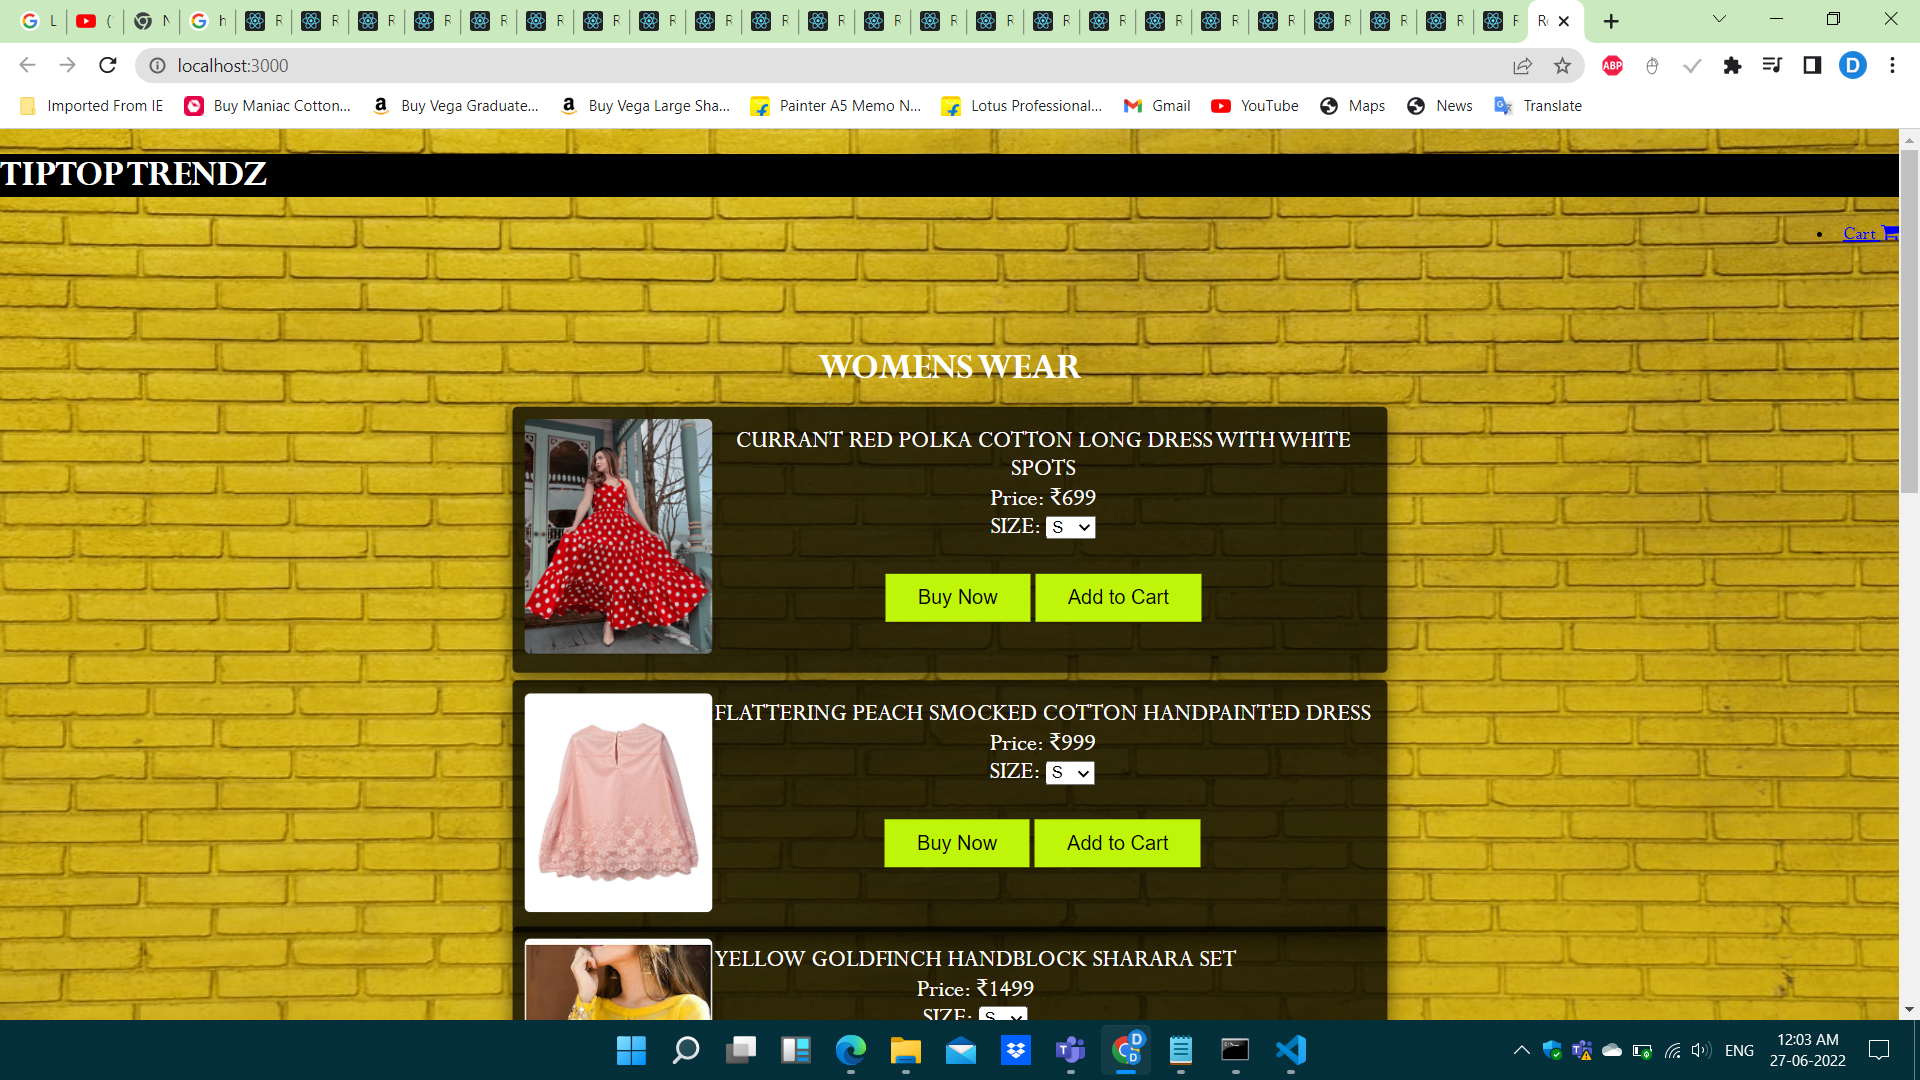 localhost:3000
ABP
D
Imported From IE
Buy Maniac Cotton...
Buy Vega Graduate...
Buy Vega Large Sha...
Painter A5 Memo N...
Lotus Professional...
Gmail
YouTube
Maps
News
Translate
TIPTOP TRENDZ
Cart
WOMENS WEAR
CURRANT RED POLKA COTTON LONG DRESS WITH WHITE
SPOTS
Price: ₹699
SIZE: S
Buy Now
Add to Cart
FLATTERING PEACH SMOCKED COTTON HANDPAINTED DRESS
Price: ₹999
SIZE: S
Buy Now
Add to Cart
YELLOW GOLDFINCH HANDBLOCK SHARARA SET
Price: ₹1499
SIZE: S
ENG
12:03 AM
27-06-2022